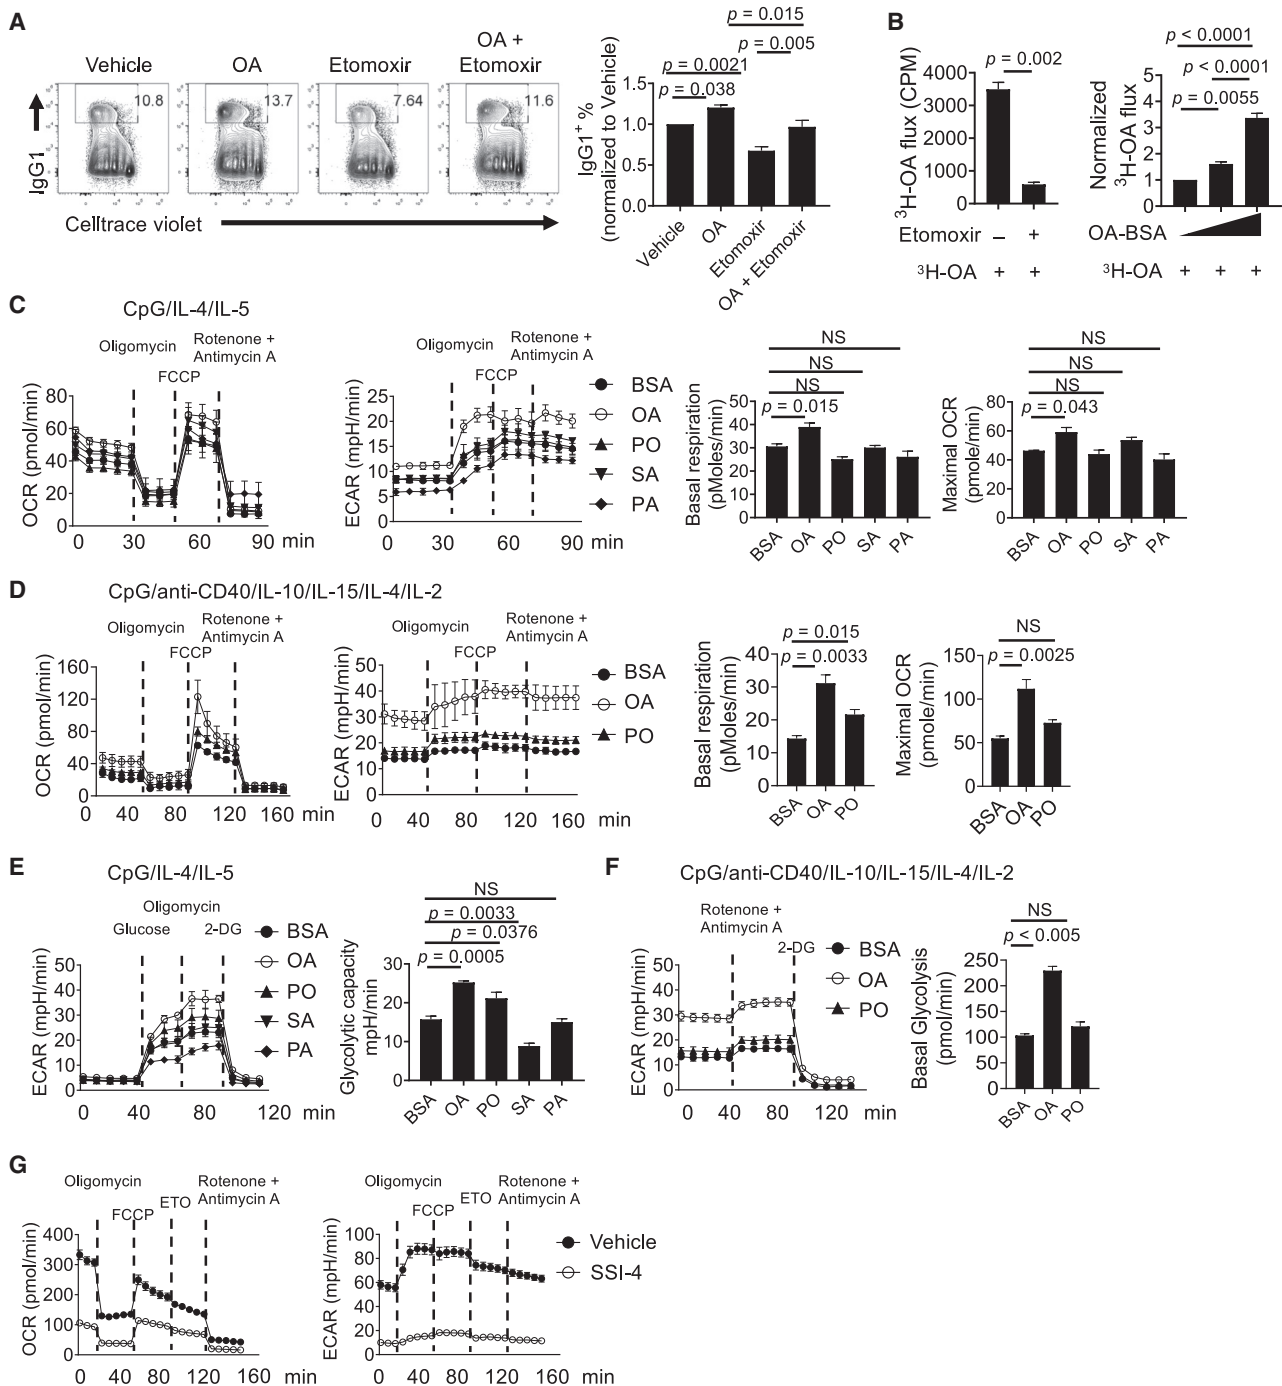 A
Vehicle
OA
Etomoxir
OA +
Etomoxir
10.8
13.7
7.64
11.6
IgG1
Celltrace violet
p = 0.015
p = 0.005
p = 0.0021
p = 0.038
IgG1+ %
(normalized to Vehicle)
1.5
1.0
0.5
0.0
Vehicle
OA
Etomoxir
OA + Etomoxir
B
p = 0.002
3H-OA flux (CPM)
4000
3000
2000
1000
0
Etomoxir – +
3H-OA + +
p < 0.0001
p < 0.0001
p = 0.0055
Normalized
3H-OA flux
5
4
3
2
1
0
OA-BSA
3H-OA + + +
C
CpG/IL-4/IL-5
Oligomycin
FCCP
Rotenone +
Antimycin A
OCR (pmol/min)
80
60
40
20
0
0 30 60 90 min
Oligomycin
FCCP
Rotenone +
Antimycin A
ECAR (mpH/min)
25
20
15
10
5
0
0 30 60 90 min
BSA
OA
PO
SA
PA
NS
NS
NS
p = 0.015
Basal respiration
(pMoles/min)
50
40
30
20
10
0
BSA OA PO SA PA
NS
NS
NS
p = 0.043
Maximal OCR
(pmole/min)
80
60
40
20
0
BSA OA PO SA PA
D
CpG/anti-CD40/IL-10/IL-15/IL-4/IL-2
Oligomycin
FCCP
Rotenone +
Antimycin A
OCR (pmol/min)
160
120
80
40
0
0 40 80 120 160 min
Oligomycin
FCCP
Rotenone +
Antimycin A
ECAR (mpH/min)
50
40
30
20
10
0
0 40 80 120 160 min
BSA
OA
PO
p = 0.015
p = 0.0033
Basal respiration
(pMoles/min)
40
30
20
10
0
BSA OA PO
NS
p = 0.0025
Maximal OCR
(pmole/min)
150
100
50
0
BSA OA PO
E
CpG/IL-4/IL-5
Oligomycin
Glucose
2-DG
ECAR (mpH/min)
50
40
30
20
10
0
0 40 80 120 min
BSA
OA
PO
SA
PA
NS
p = 0.0033
p = 0.0376
p = 0.0005
Glycolytic capacity
mpH/min
30
20
10
0
BSA OA PO SA PA
F
CpG/anti-CD40/IL-10/IL-15/IL-4/IL-2
Rotenone +
Antimycin A
2-DG
ECAR (mpH/min)
50
40
30
20
10
0
0 40 80 120 min
BSA
OA
PO
NS
p < 0.005
Basal Glycolysis
(pmol/min)
250
200
150
100
50
0
BSA OA PO
G
Oligomycin
FCCP
ETO
Rotenone +
Antimycin A
OCR (pmol/min)
400
300
200
100
0
0 40 80 120 160 min
Oligomycin
FCCP
ETO
Rotenone +
Antimycin A
ECAR (mpH/min)
100
80
60
40
20
0
0 40 80 120 160 min
Vehicle
SSI-4